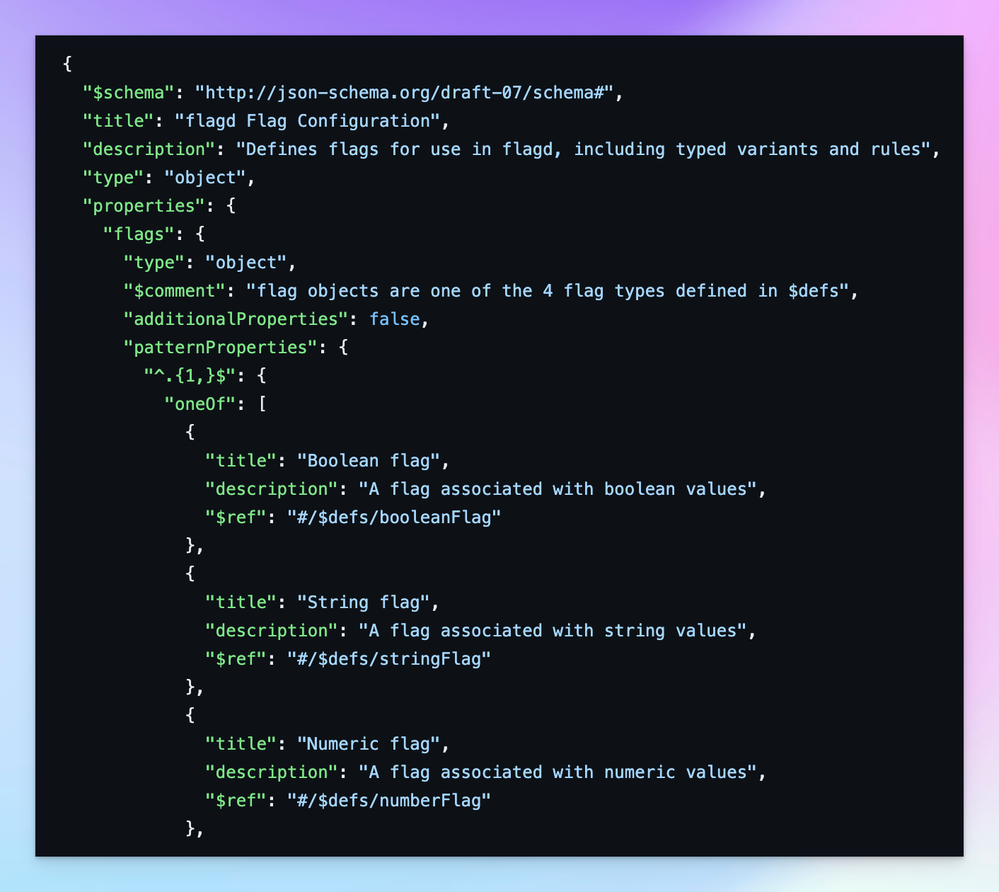 {
  "$schema": "http://json-schema.org/draft-07/schema#",
  "title": "flagd Flag Configuration",
  "description": "Defines flags for use in flagd, including typed variants and rules",
  "type": "object",
  "properties": {
    "flags": {
      "type": "object",
      "$comment": "flag objects are one of the 4 flag types defined in $defs",
      "additionalProperties": false,
      "patternProperties": {
        "^.{1,}$": {
          "oneOf": [
            {
              "title": "Boolean flag",
              "description": "A flag associated with boolean values",
              "$ref": "#/$defs/booleanFlag"
            },
            {
              "title": "String flag",
              "description": "A flag associated with string values",
              "$ref": "#/$defs/stringFlag"
            },
            {
              "title": "Numeric flag",
              "description": "A flag associated with numeric values",
              "$ref": "#/$defs/numberFlag"
            },